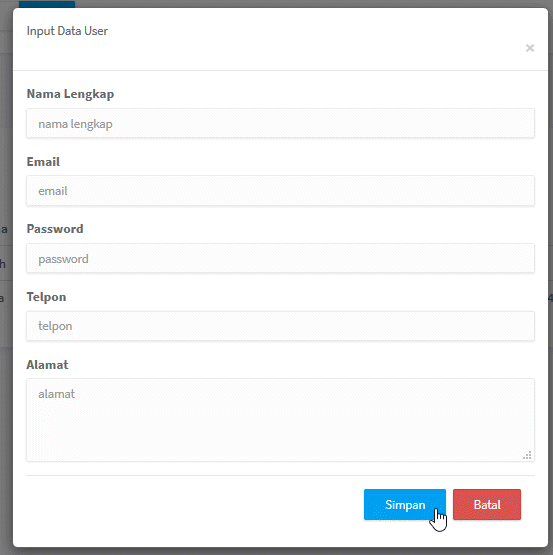 Input Data User
×
Nama Lengkap
nama lengkap
Email
email
Password
password
Telpon
telpon
Alamat
alamat
Simpan
Batal